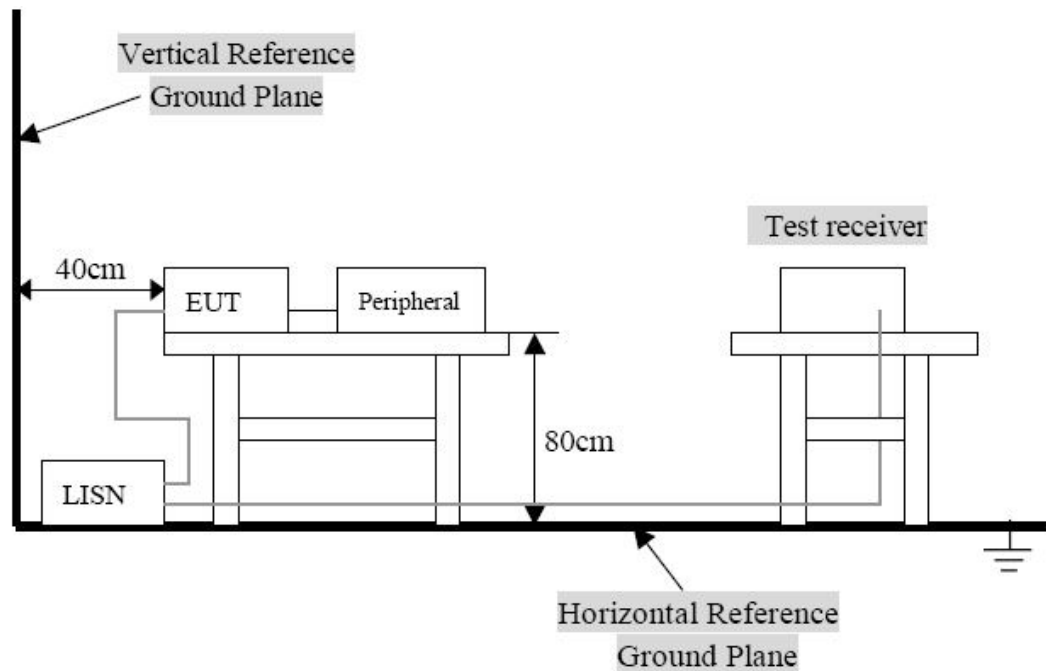 Vertical Reference
Ground Plane
Test receiver
40cm
EUT
Peripheral
80cm
LISN
Horizontal Reference
Ground Plane